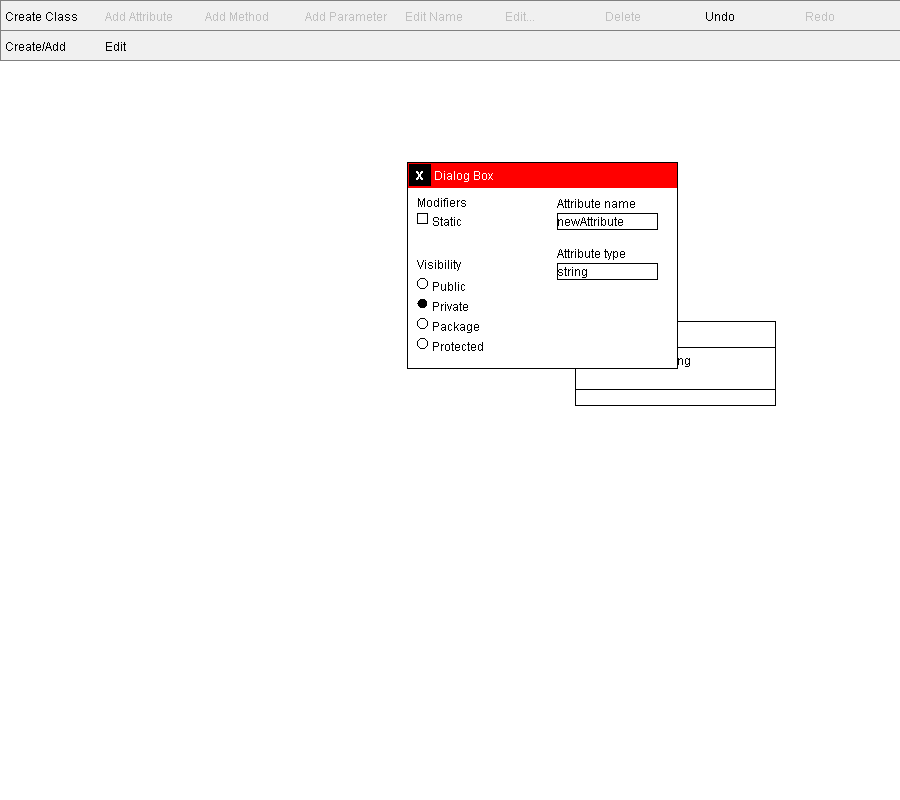 Create Class Add Attribute Add Method Add Parameter Edit Name Edit... Delete Undo Redo
Create/Add Edit
X Dialog Box
Modifiers
Static
Visibility
Public
Private
Package
Protected
Attribute name
newAttribute
Attribute type
string
ng